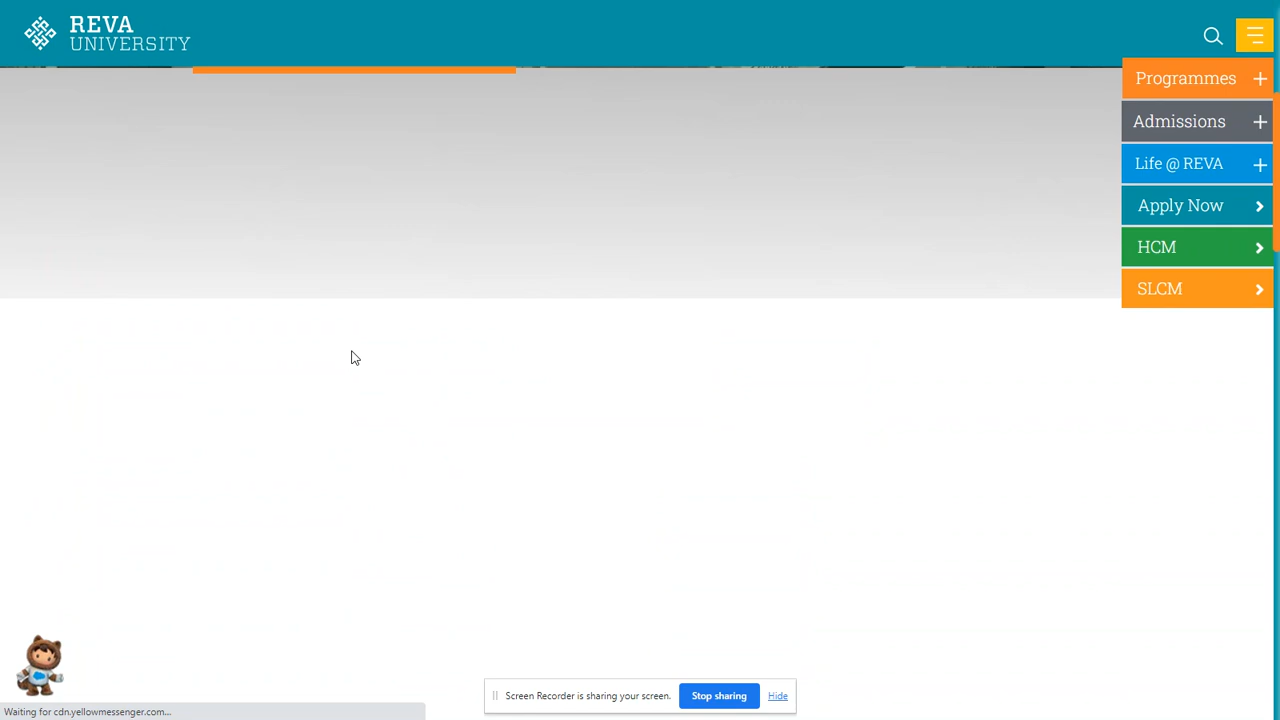 REVA
UNIVERSITY
Programmes
Admissions
Life @ REVA
Apply Now
HCM
SLCM
Screen Recorder is sharing your screen.
Stop sharing
Hide
Waiting for cdn.yellowmessenger.com...